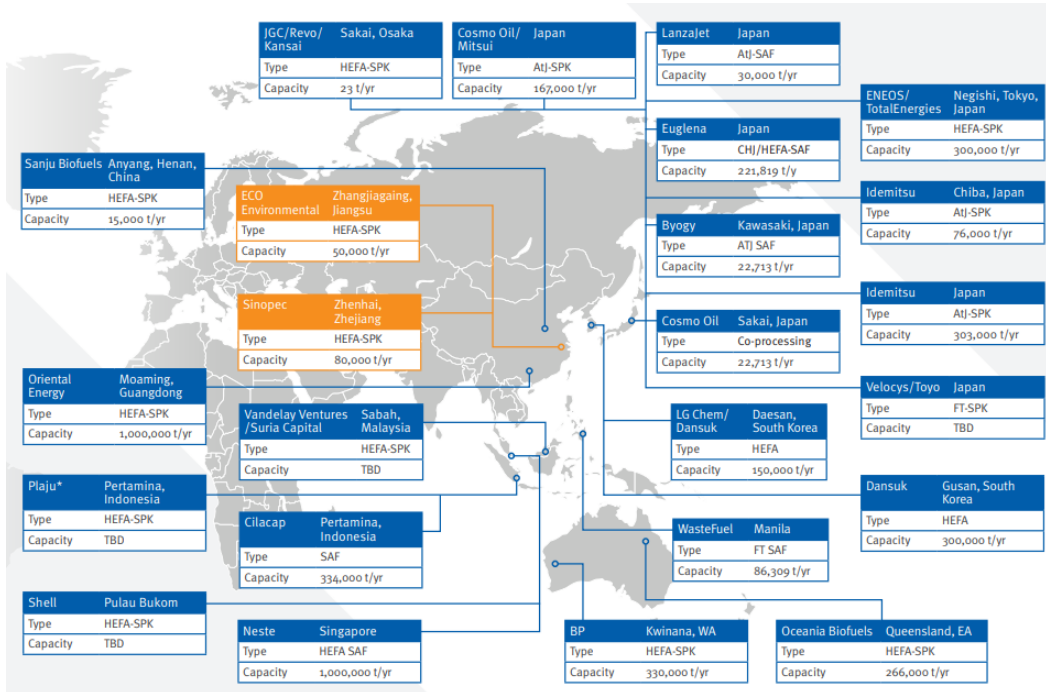 JGC/Revo/ Sakai, Osaka
Kansai
Type HEFA-SPK
Capacity 23 t/yr
Cosmo Oil/ Japan
Mitsui
Type AtJ-SPK
Capacity 167,000 t/yr
LanzaJet Japan
Type AtJ-SAF
Capacity 30,000 t/yr
ENEOS/ Negishi, Tokyo,
TotalEnergies Japan
Type HEFA-SPK
Capacity 300,000 t/yr
Euglena Japan
Type CHJ/HEFA-SAF
Capacity 221,819 t/y
Sanju Biofuels Anyang, Henan,
China
Type HEFA-SPK
Capacity 15,000 t/yr
ECO Zhangjiagaing,
Environmental Jiangsu
Type HEFA-SPK
Capacity 50,000 t/yr
Idemitsu Chiba, Japan
Type AtJ-SPK
Capacity 76,000 t/yr
Byogy Kawasaki, Japan
Type ATJ SAF
Capacity 22,713 t/yr
Sinopec Zhenhai,
Zhejiang
Type HEFA-SPK
Capacity 80,000 t/yr
Idemitsu Japan
Type AtJ-SPK
Capacity 303,000 t/yr
Cosmo Oil Sakai, Japan
Type Co-processing
Capacity 22,713 t/yr
Oriental Moaming,
Energy Guangdong
Type HEFA-SPK
Capacity 1,000,000 t/yr
Vandelay Ventures Sabah,
/Suria Capital Malaysia
Type HEFA-SPK
Capacity TBD
LG Chem/ Daesan,
Dansuk South Korea
Type HEFA
Capacity 150,000 t/yr
Velocys/Toyo Japan
Type FT-SPK
Capacity TBD
Plaju* Pertamina,
Indonesia
Type HEFA-SPK
Capacity TBD
Cilacap Pertamina,
Indonesia
Type SAF
Capacity 334,000 t/yr
WasteFuel Manila
Type FT SAF
Capacity 86,309 t/yr
Dansuk Gusan, South
Korea
Type HEFA
Capacity 300,000 t/yr
Shell Pulau Bukom
Type HEFA-SPK
Capacity TBD
Neste Singapore
Type HEFA SAF
Capacity 1,000,000 t/yr
BP Kwinana, WA
Type HEFA-SPK
Capacity 330,000 t/yr
Oceania Biofuels Queensland, EA
Type HEFA-SPK
Capacity 266,000 t/yr